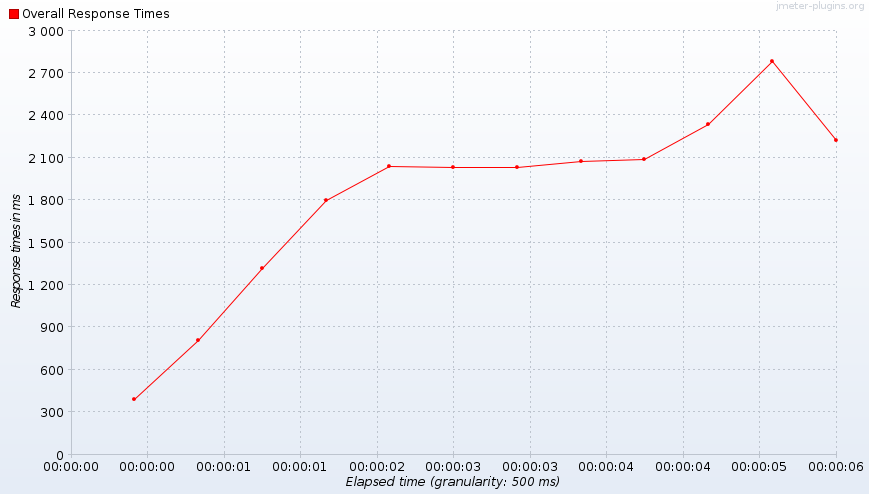 jmeter-plugins.org
Overall Response Times
3 000
2 700
2 400
2 100
1 800
1 500
1 200
900
600
300
0
Response times in ms
00:00:00 00:00:00 00:00:01 00:00:01 00:00:02 00:00:03 00:00:03 00:00:04 00:00:04 00:00:05 00:00:06
Elapsed time (granularity: 500 ms)